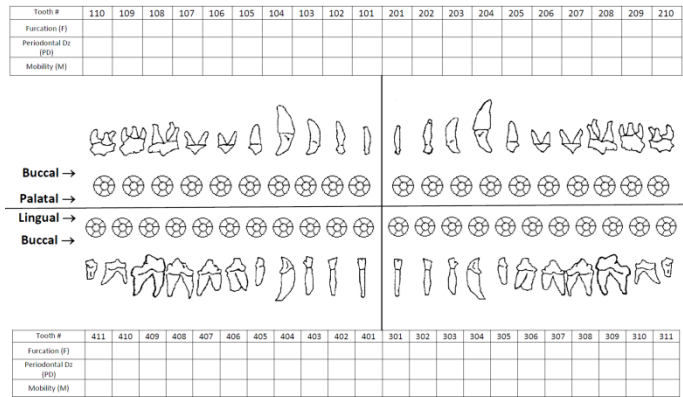 Tooth # 110 109 108 107 106 105 104 103 102 101 201 202 203 204 205 206 207 208 209 210
Furcation (F)
Periodontal Dz
(PD)
Mobility (M)
Buccal →
Palatal →
Lingual →
Buccal →
Tooth # 411 410 409 408 407 406 405 404 403 402 401 301 302 303 304 305 306 307 308 309 310 311
Furcation (F)
Periodontal Dz
(PD)
Mobility (M)